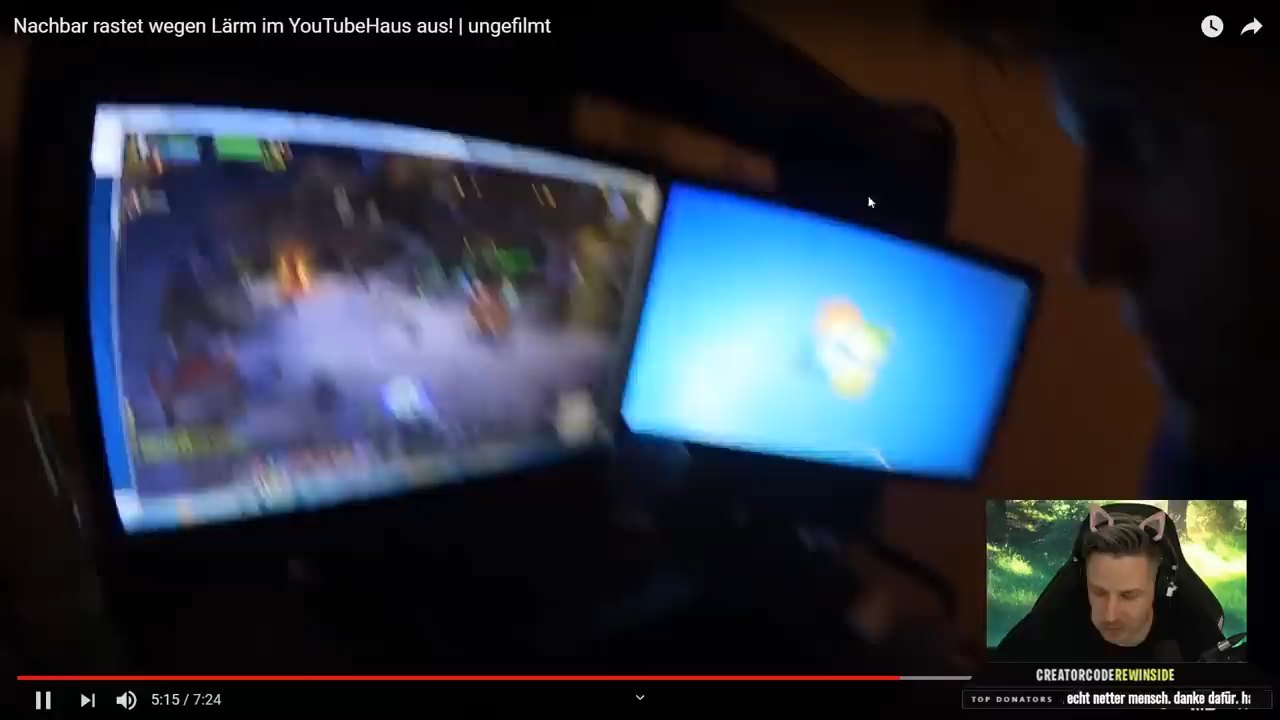 Nachbar rastet wegen Lärm im YouTubeHaus aus! | ungefilmt
CREATORCODEREWINSIDE
5:15 / 7:24
TOP DONATORS
echt netter mensch. danke dafür.